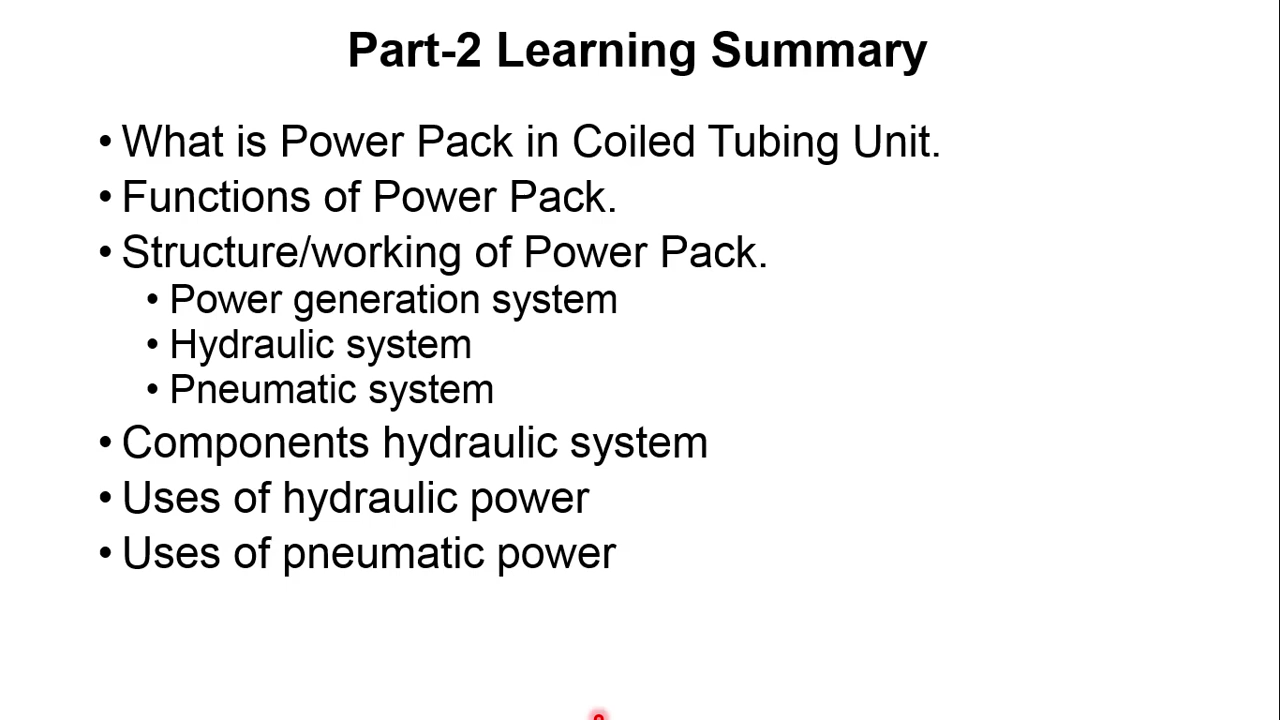 Part-2 Learning Summary
• What is Power Pack in Coiled Tubing Unit.
• Functions of Power Pack.
• Structure/working of Power Pack.
• Power generation system
• Hydraulic system
• Pneumatic system
• Components hydraulic system
• Uses of hydraulic power
• Uses of pneumatic power